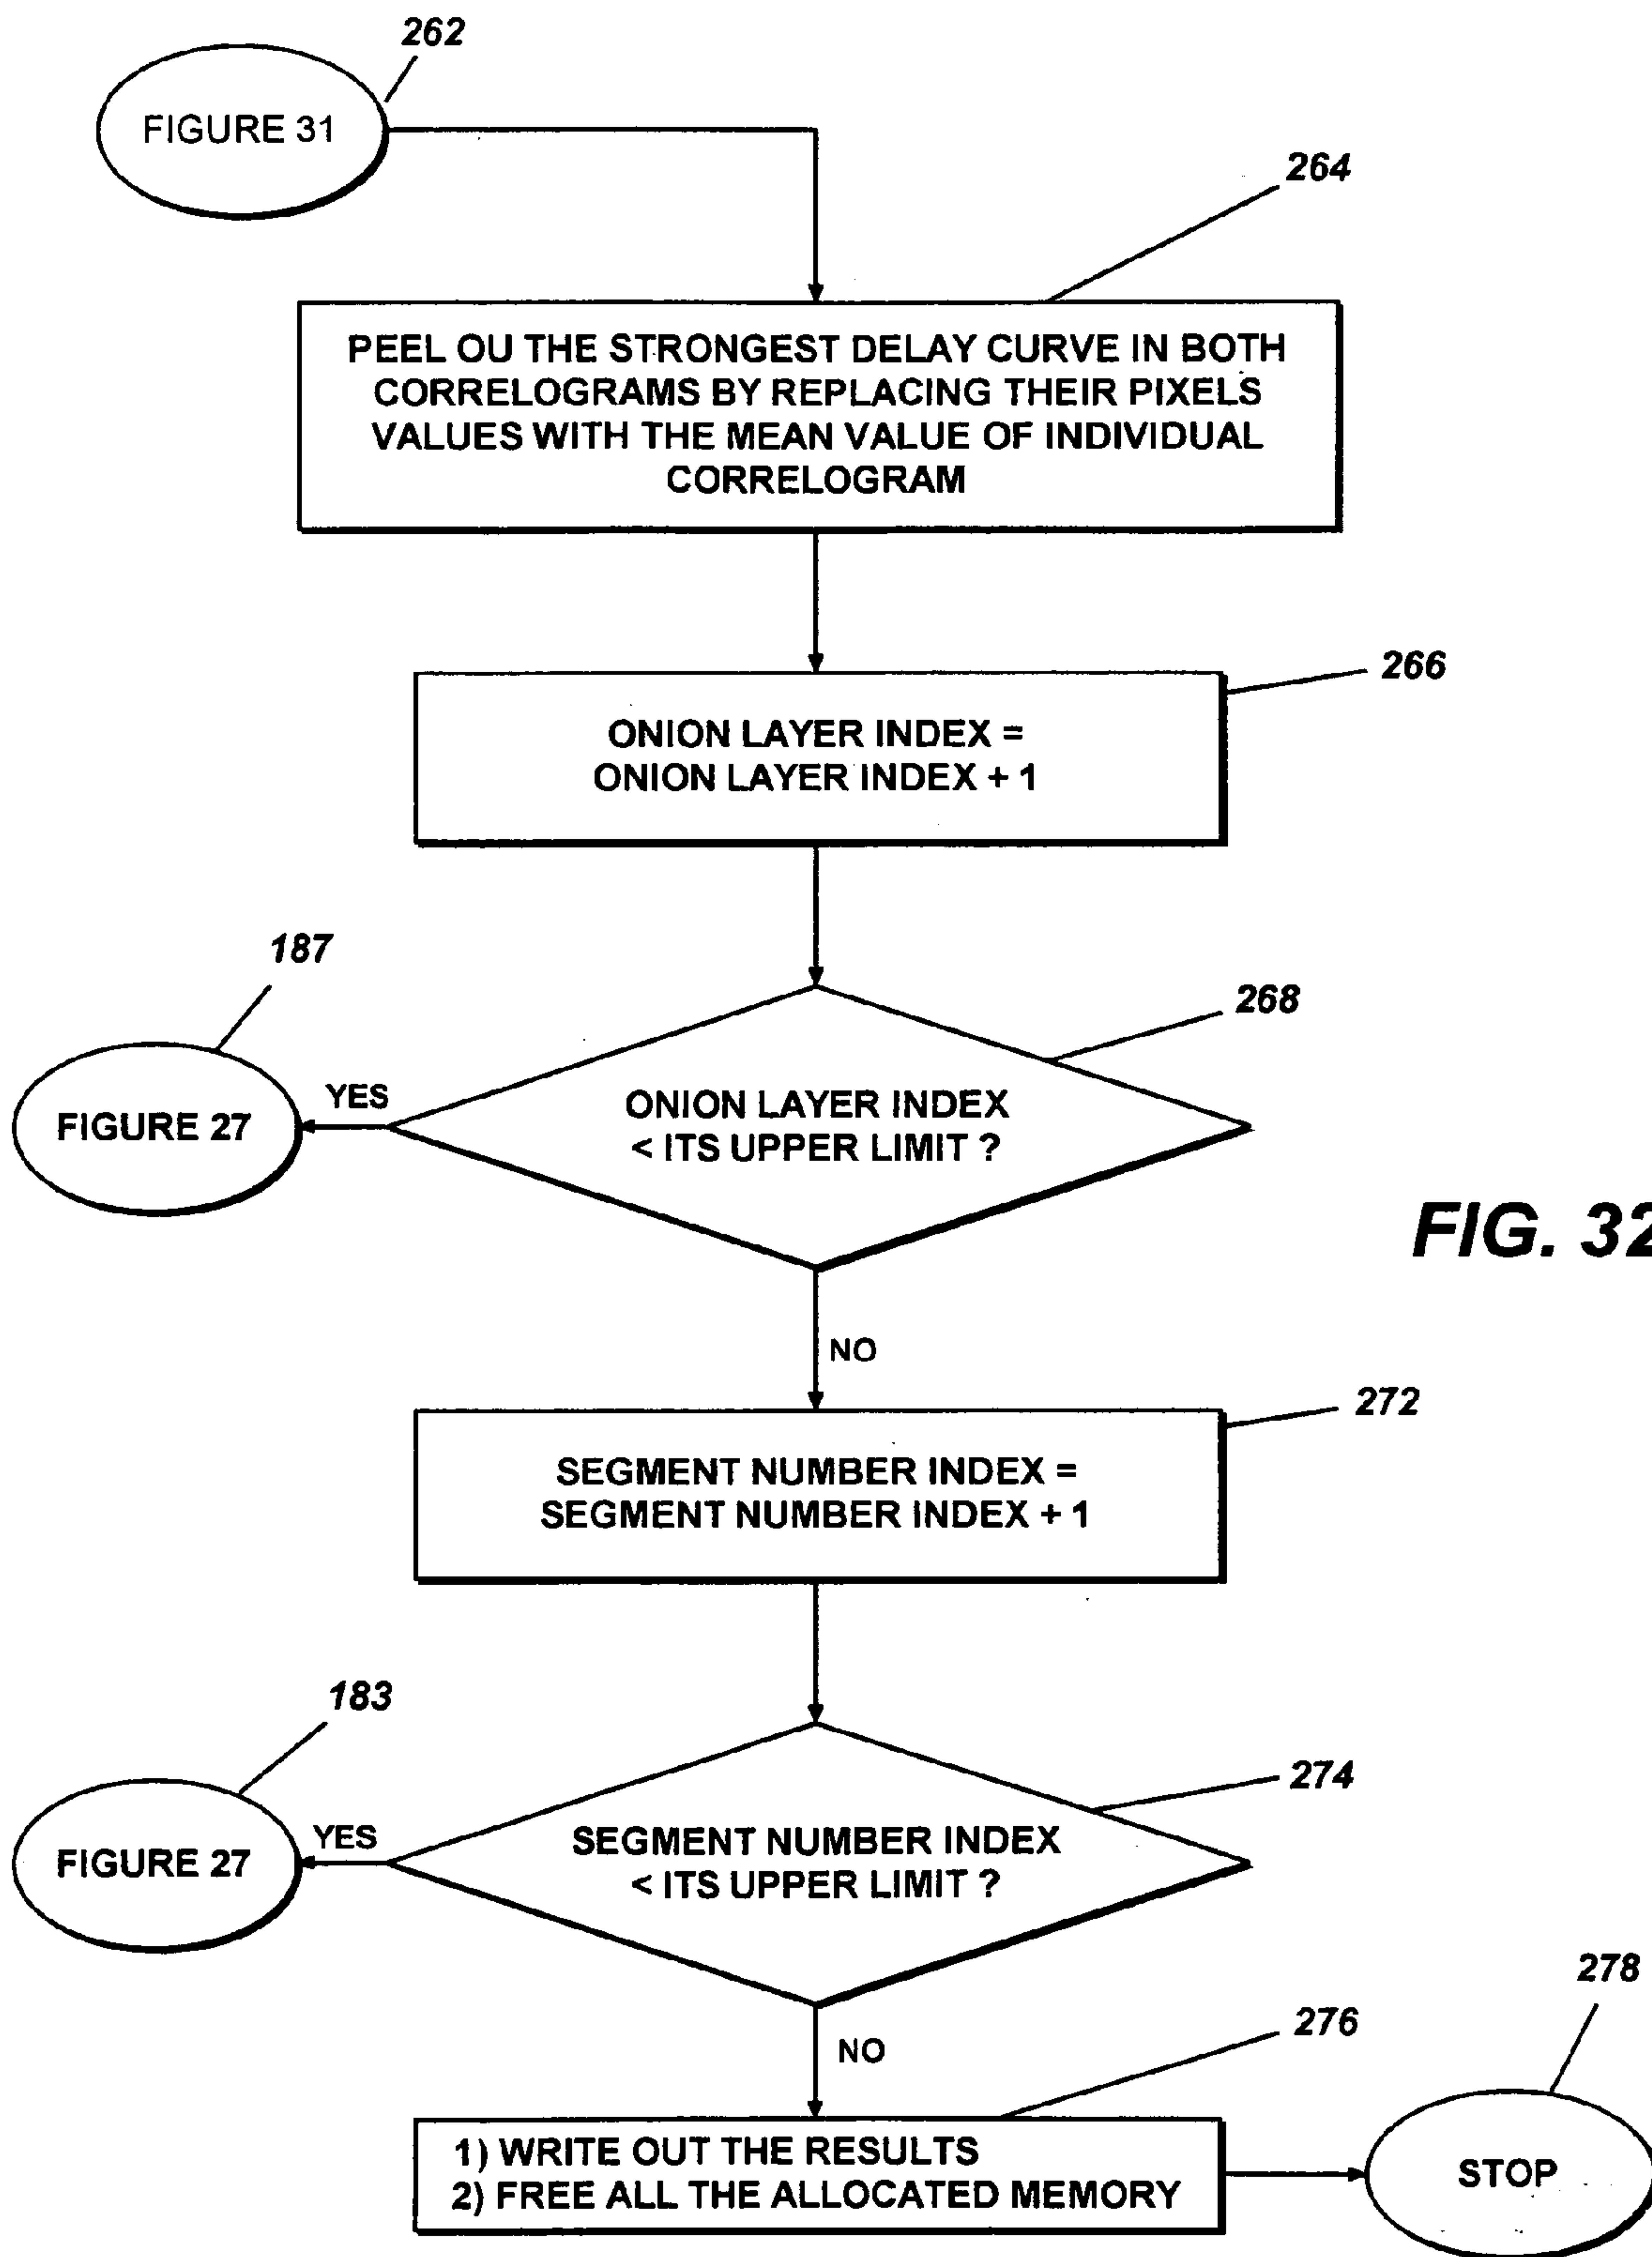 262
FIGURE 31
264
PEEL OU THE STRONGEST DELAY CURVE IN BOTH
CORRELOGRAMS BY REPLACING THEIR PIXELS
VALUES WITH THE MEAN VALUE OF INDIVIDUAL
CORRELOGRAM
266
ONION LAYER INDEX =
ONION LAYER INDEX + 1
187
268
FIGURE 27
YES
ONION LAYER INDEX
< ITS UPPER LIMIT ?
FIG. 32
NO
272
SEGMENT NUMBER INDEX =
SEGMENT NUMBER INDEX + 1
183
274
FIGURE 27
YES
SEGMENT NUMBER INDEX
< ITS UPPER LIMIT ?
278
276
NO
1) WRITE OUT THE RESULTS
2) FREE ALL THE ALLOCATED MEMORY
STOP